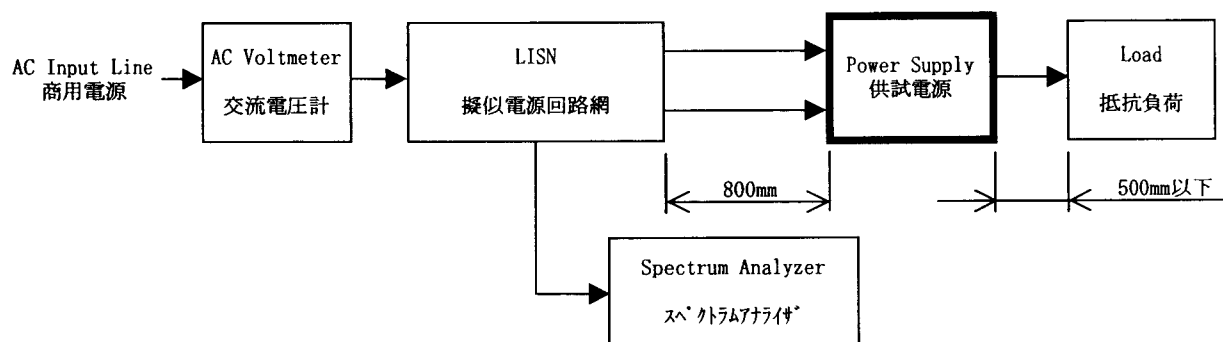 AC Input Line
商用電源
AC Voltmeter
交流電圧計
LISN
擬似電源回路網
Power Supply
供試電源
Load
抵抗負荷
800mm
500mm以下
Spectrum Analyzer
ｽﾍﾟｸﾄﾗﾑｱﾅﾗｲｻﾞ